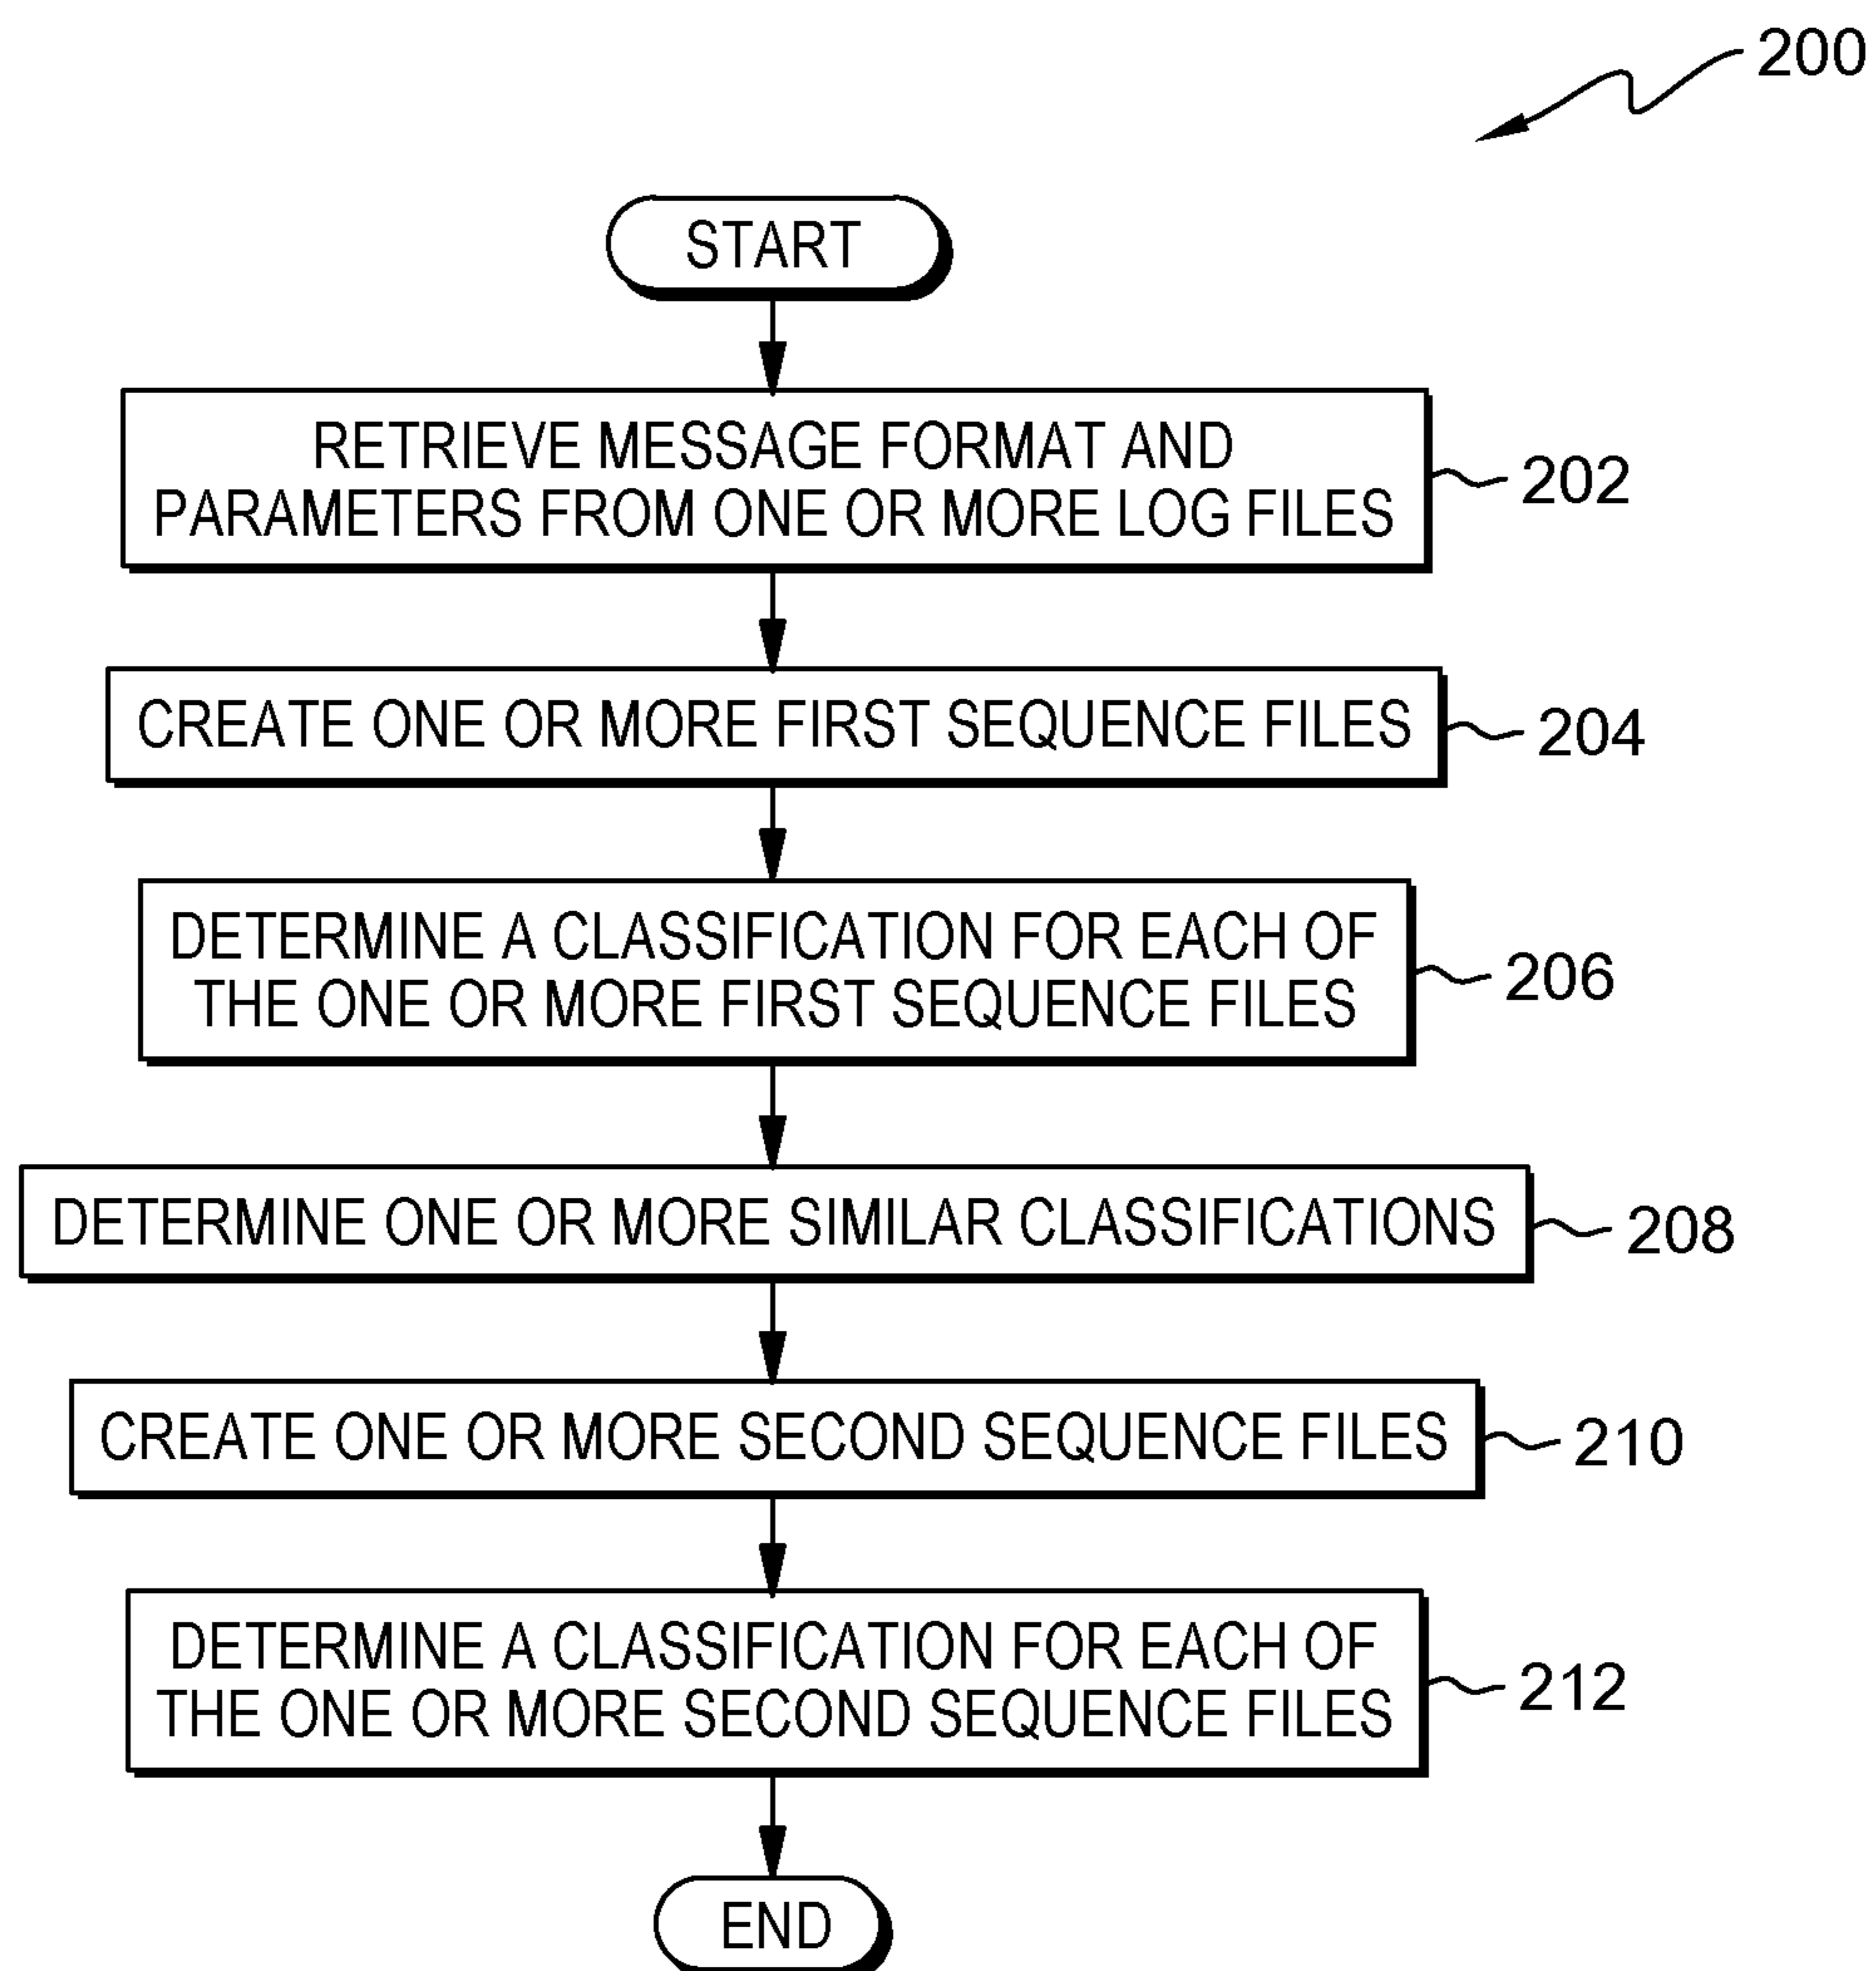 200
START
RETRIEVE MESSAGE FORMAT AND
PARAMETERS FROM ONE OR MORE LOG FILES
202
CREATE ONE OR MORE FIRST SEQUENCE FILES
204
DETERMINE A CLASSIFICATION FOR EACH OF
THE ONE OR MORE FIRST SEQUENCE FILES
206
DETERMINE ONE OR MORE SIMILAR CLASSIFICATIONS
208
CREATE ONE OR MORE SECOND SEQUENCE FILES
210
DETERMINE A CLASSIFICATION FOR EACH OF
THE ONE OR MORE SECOND SEQUENCE FILES
212
END